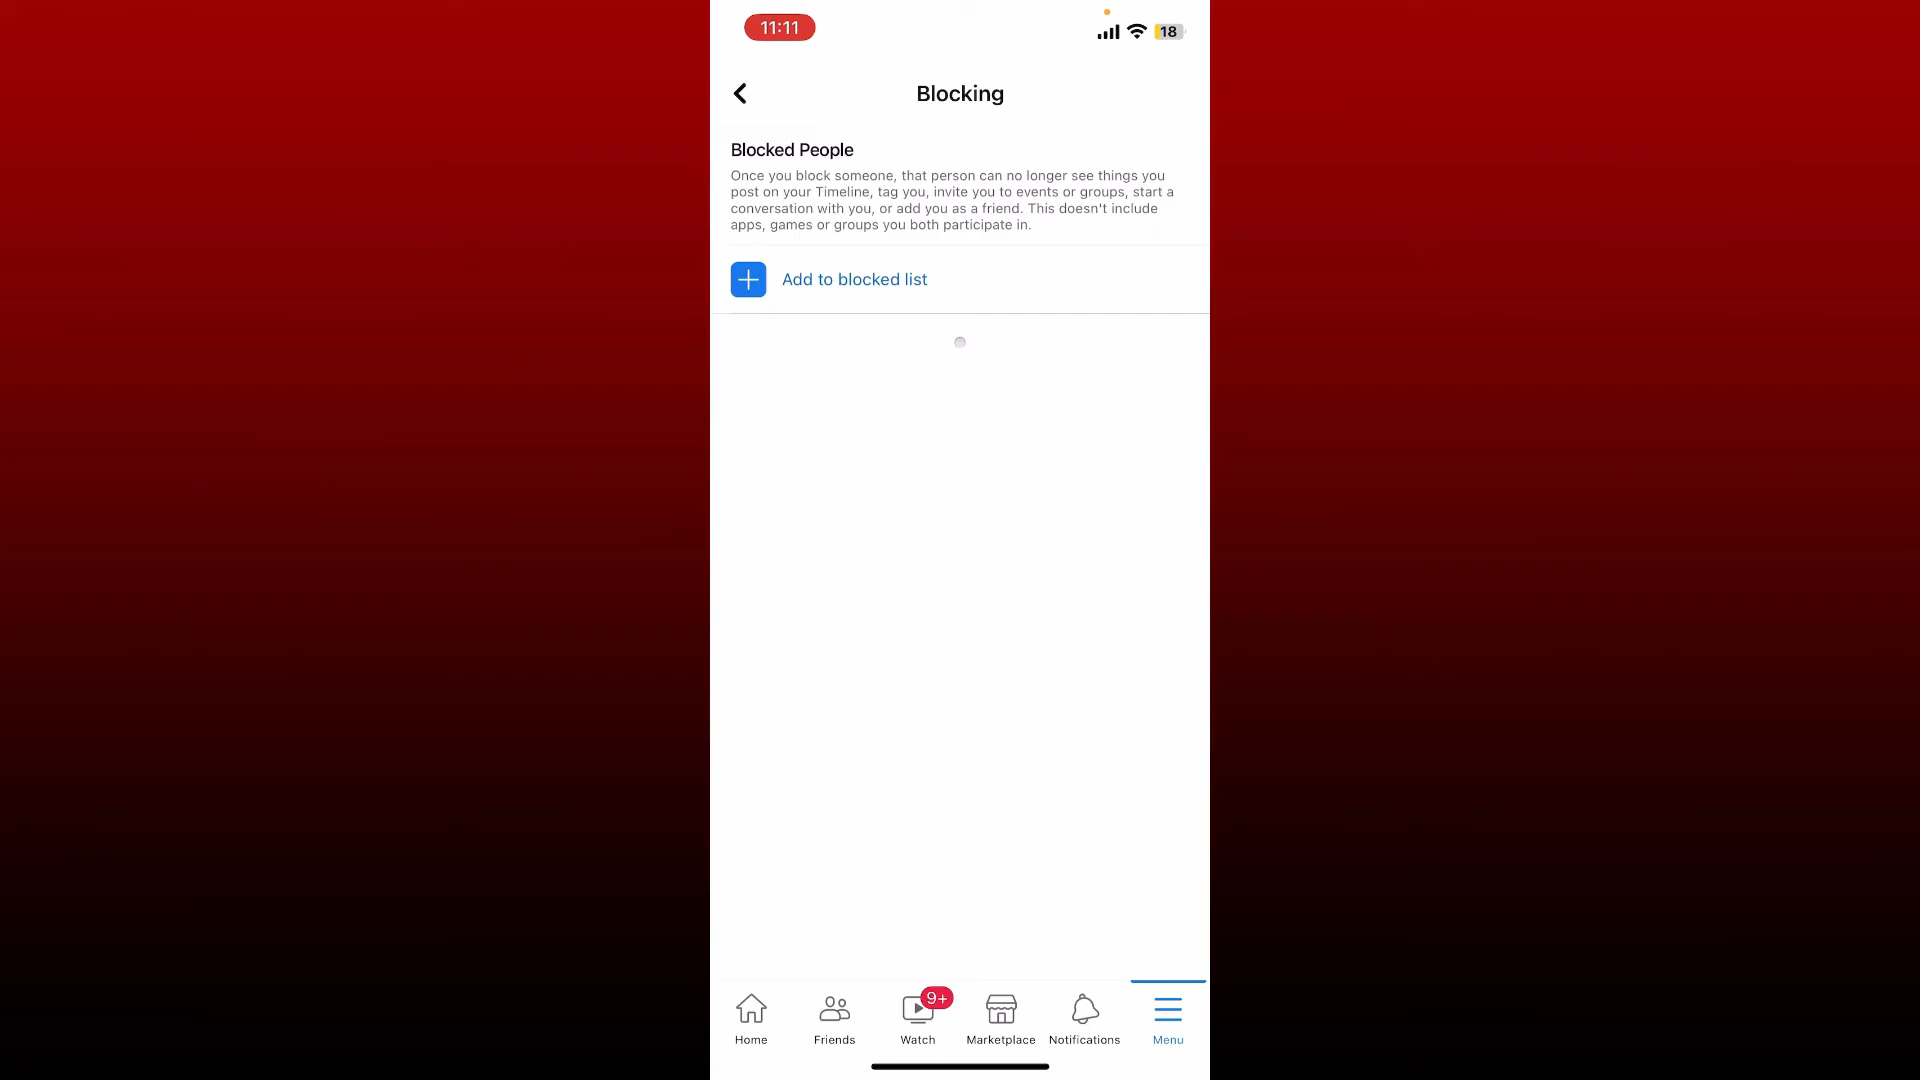 11:11
18
Blocking
Blocked People
Once you block someone, that person can no longer see things you
post on your Timeline, tag you, invite you to events or groups, start a
conversation with you, or add you as a friend. This doesn't include
apps, games or groups you both participate in.
Add to blocked list
9+
Home Friends Watch Marketplace Notifications Menu